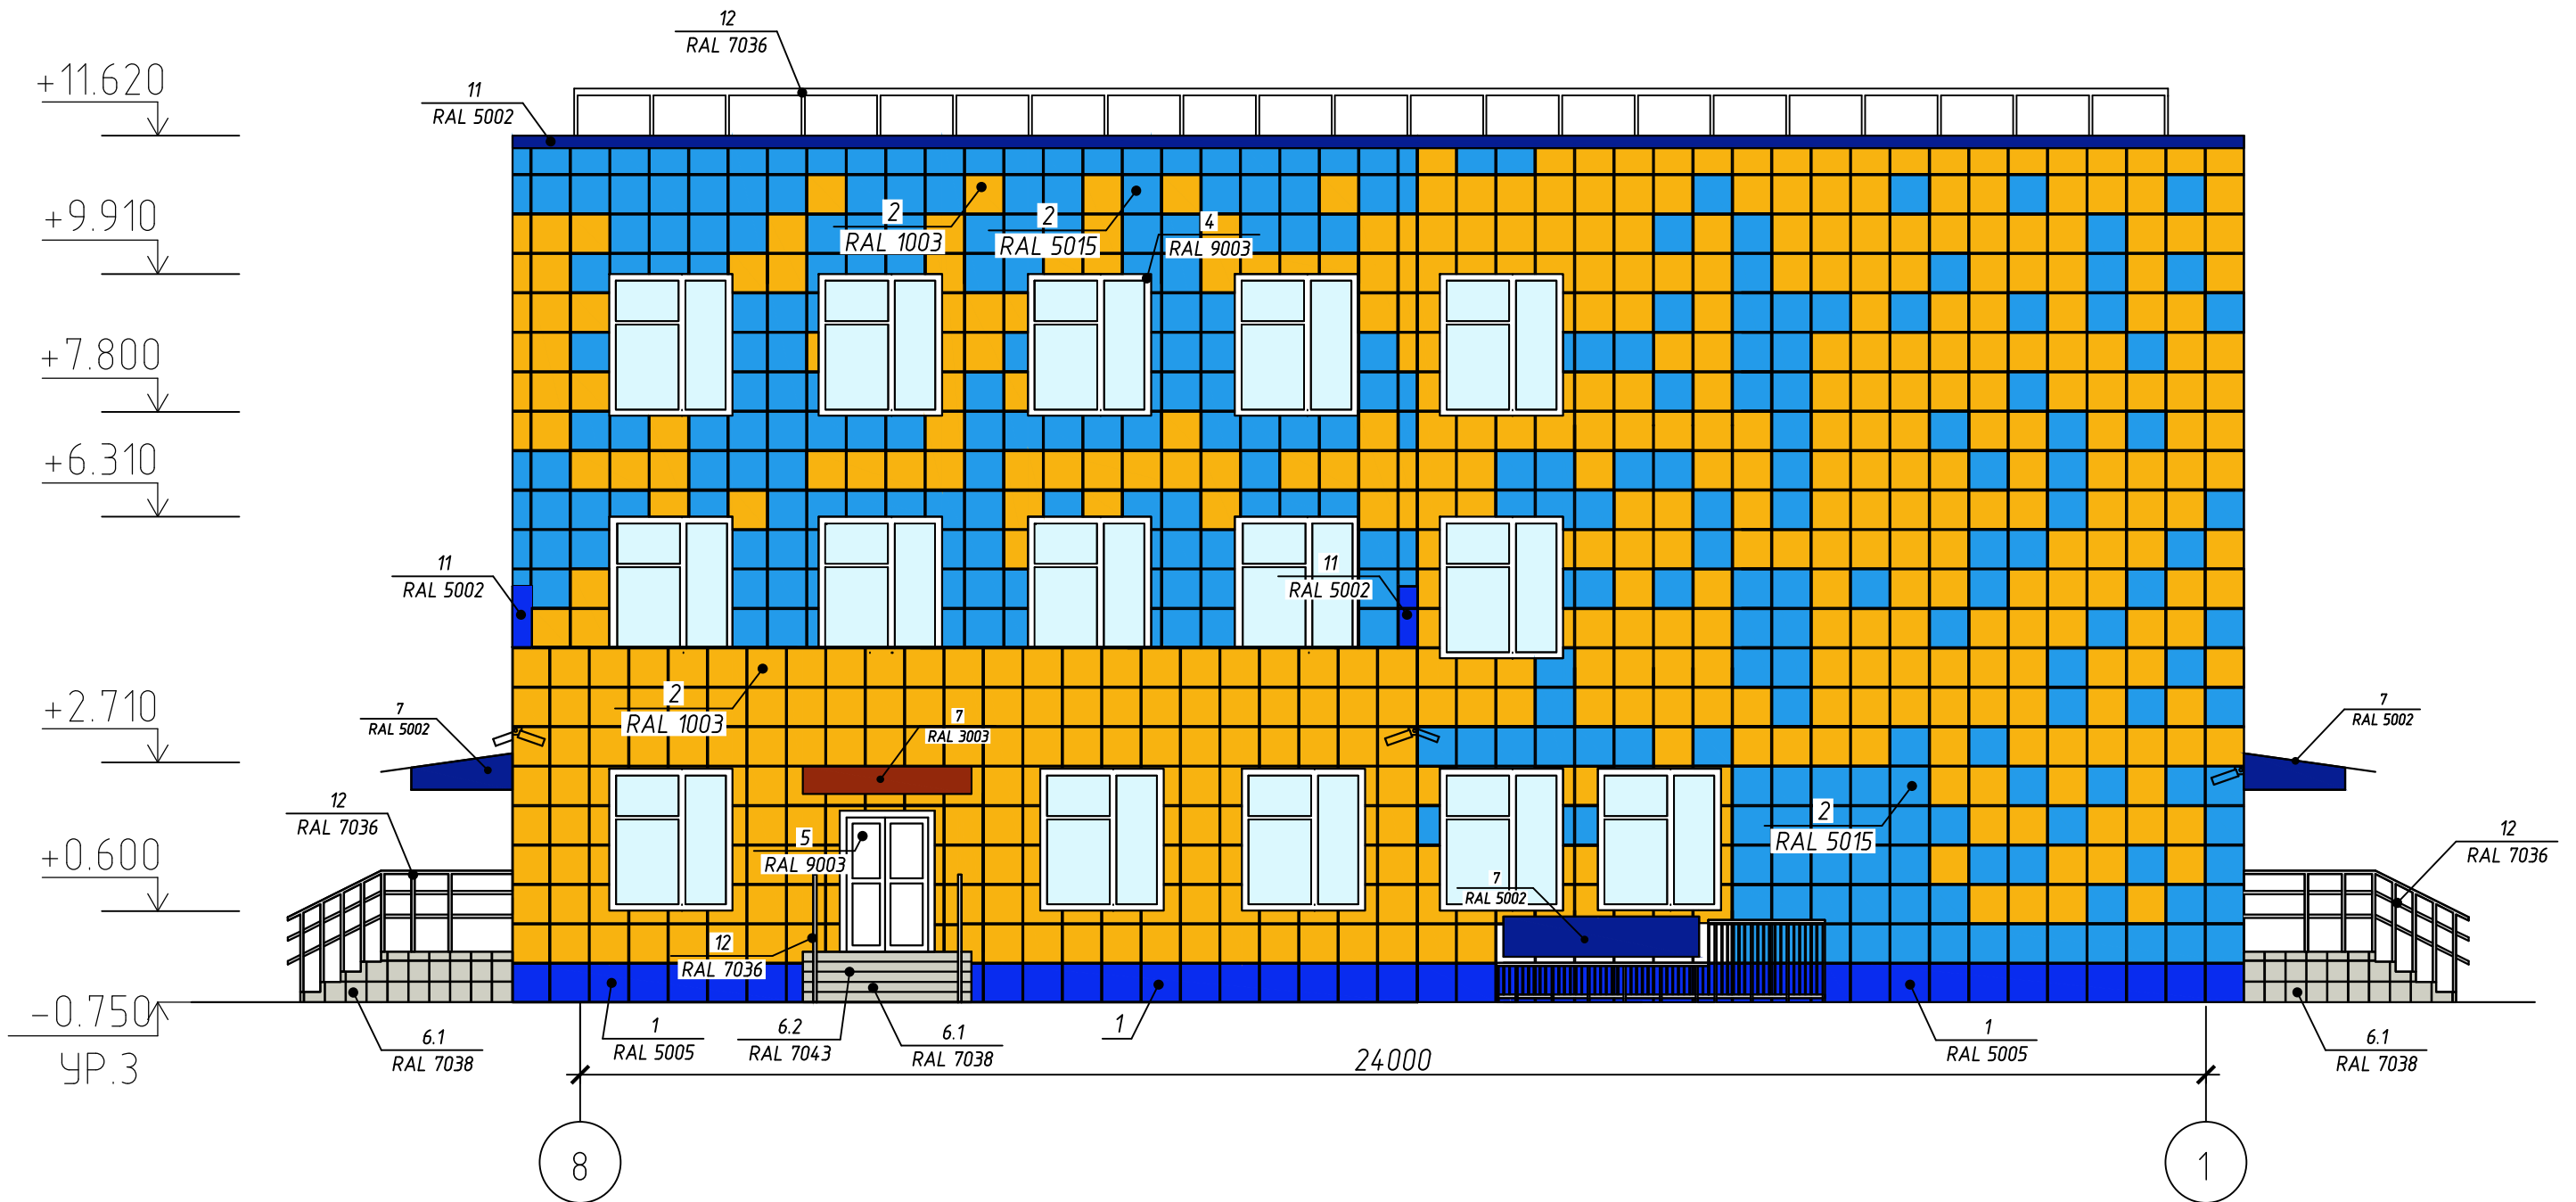 12
RAL 7036
+11.620
11
RAL 5002
+9.910
2
RAL 1003
2
RAL 5015
4
RAL 9003
+7.800
+6.310
11
RAL 5002
11
RAL 5002
+2.710
7
RAL 5002
2
RAL 1003
7
RAL 3003
7
RAL 5002
12
RAL 7036
+0.600
5
RAL 9003
2
RAL 5015
12
RAL 7036
7
RAL 5002
12
RAL 7036
-0.750
УР.З
6.1
RAL 7038
1
RAL 5005
6.2
RAL 7043
6.1
RAL 7038
1
24000
1
RAL 5005
6.1
RAL 7038
8
1